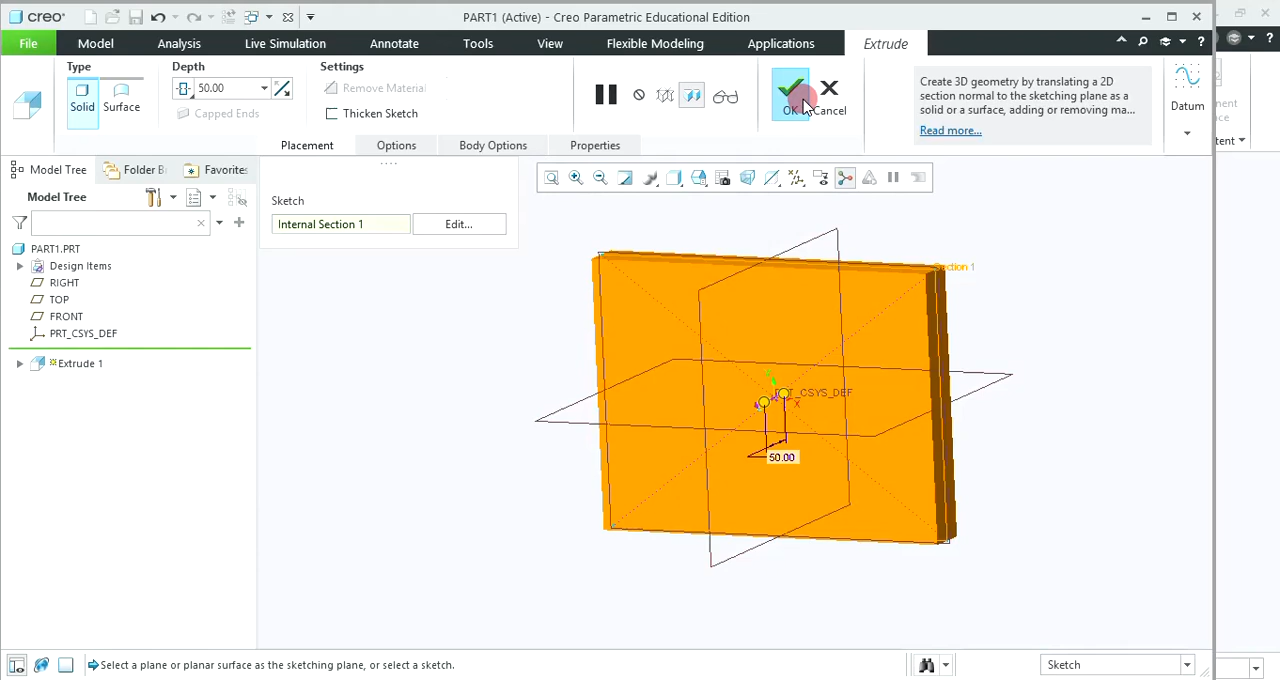 creo
PART1 (Active) - Creo Parametric Educational Edition
File Model Analysis Live Simulation Annotate Tools View Flexible Modeling Applications Extrude
Type Depth Settings
Solid Surface
50.00
Capped Ends
Remove Material
Thicken Sketch
OK Cancel
Create 3D geometry by translating a 2D
section normal to the sketching plane as a
solid or a surface, adding or removing ma...
Read more...
Datum
Placement Options Body Options Properties
Model Tree Folder B Favorites
Model Tree
PART1.PRT
Design Items
RIGHT
TOP
FRONT
PRT_CSYS_DEF
Extrude 1
Sketch
Internal Section 1 Edit...
Section 1
PRT_CSYS_DEF
X
50.00
Select a plane or planar surface as the sketching plane, or select a sketch.
Sketch